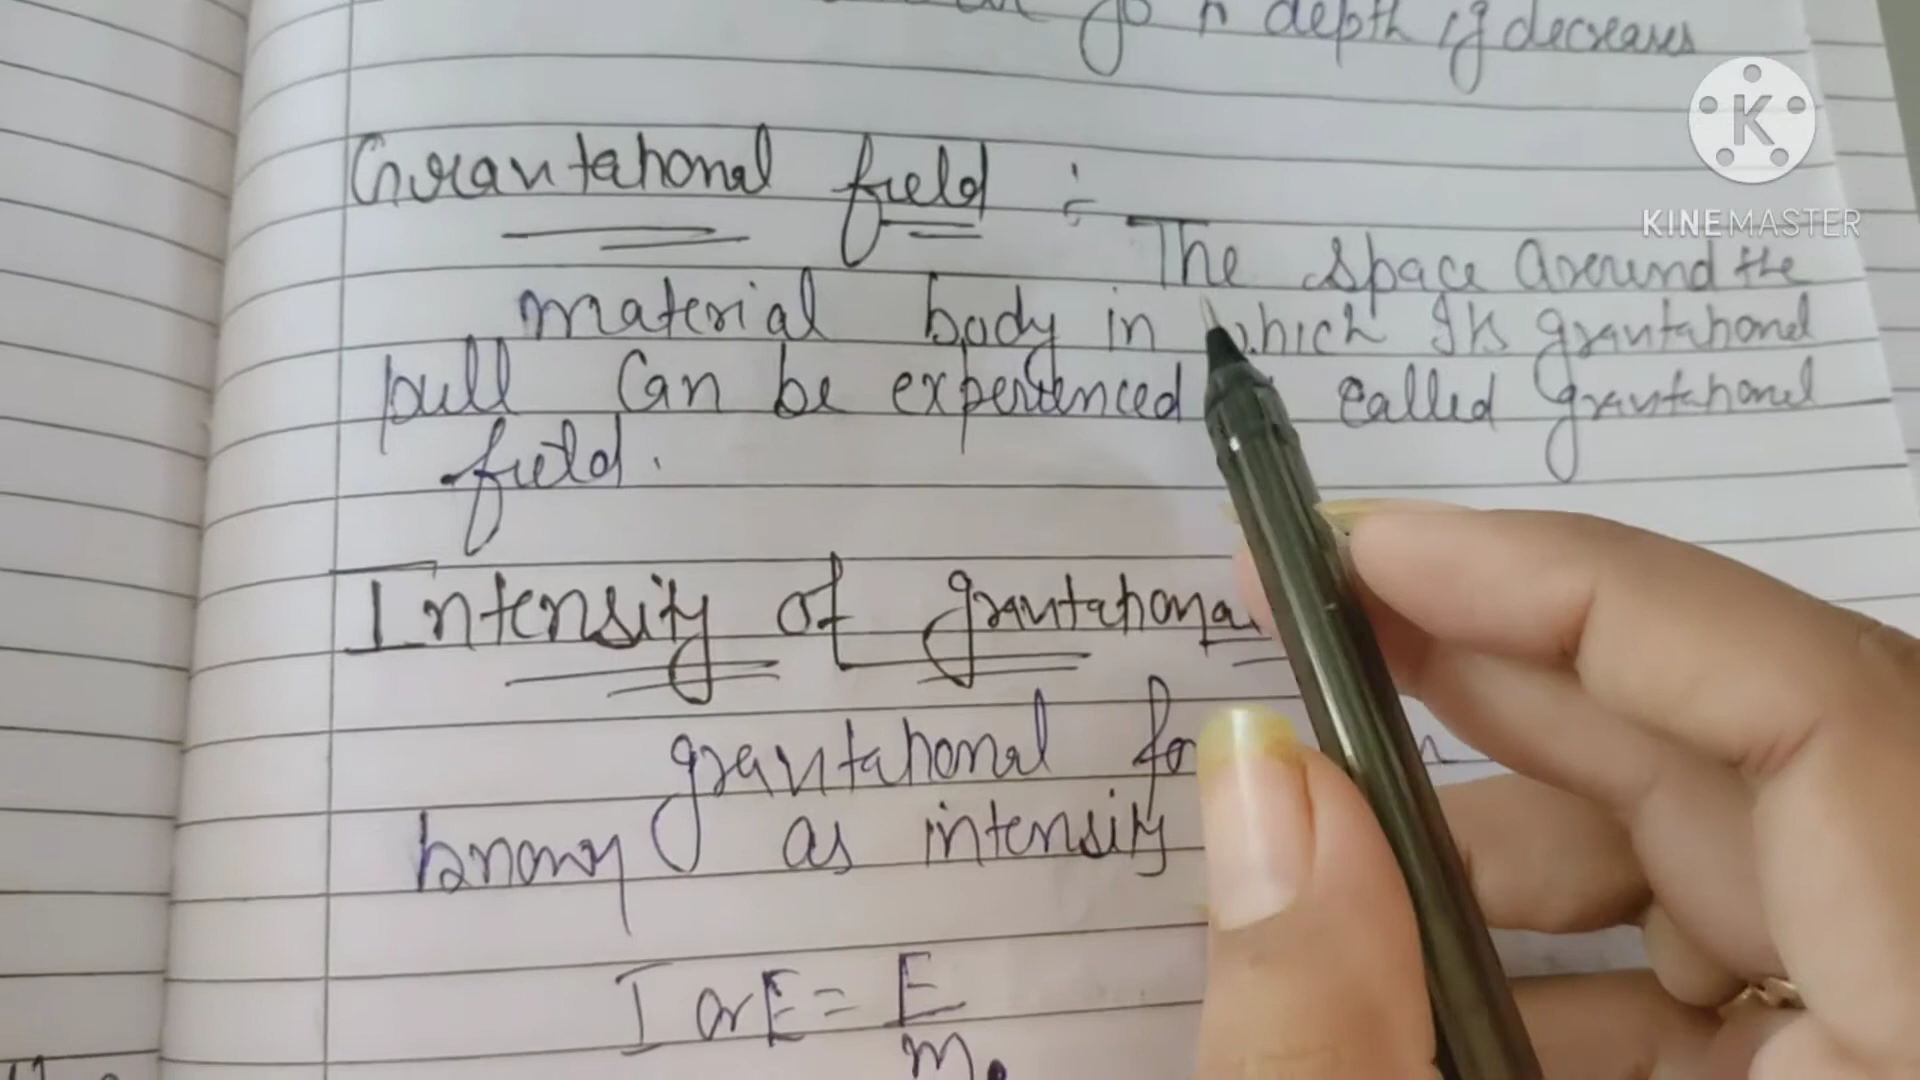 go in depth g decreases
K
KINEMASTER
Gravitational field :-
The space around the
material body in which its gravitational
pull can be experienced called gravitational
field.
Intensity of gravitational
gravitational
known as intensity
I or E = F
m